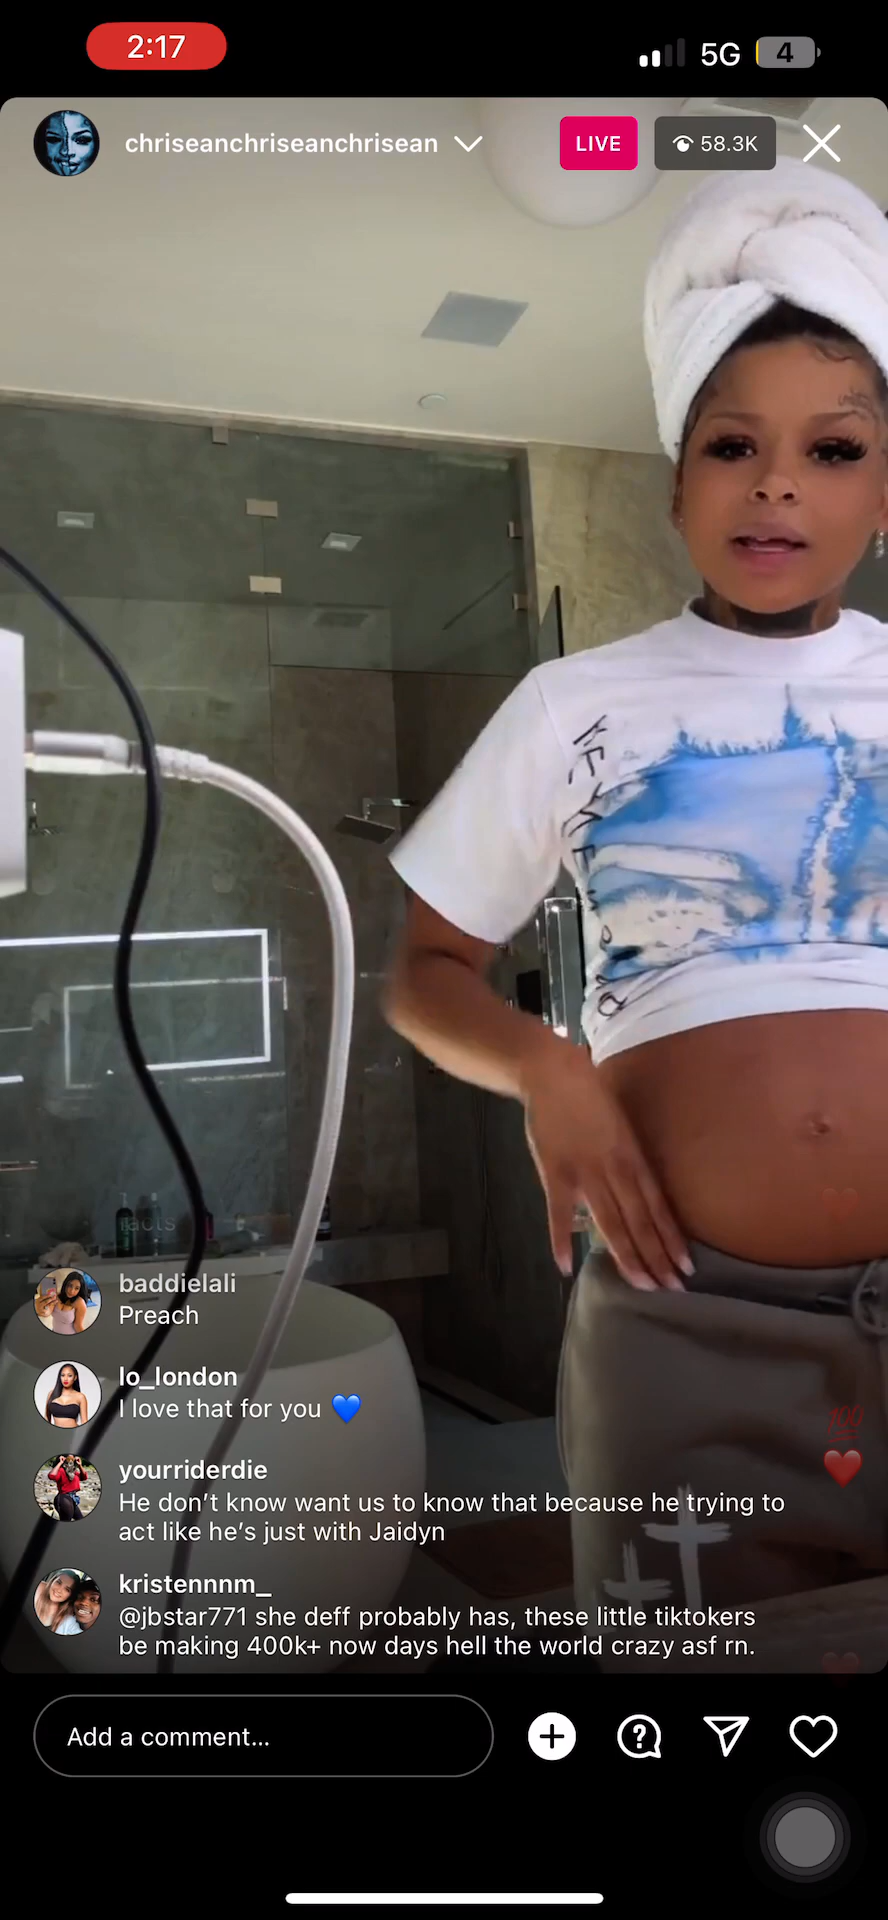 2:17
5G
4
chriseanchriseanchrisean
LIVE
58.3K
facts
baddielali
Preach
lo_london
I love that for you 💙
yourriderdie
He don’t know want us to know that because he trying to
act like he’s just with Jaidyn
kristennnm_
@jbstar771 she deff probably has, these little tiktokers
be making 400k+ now days hell the world crazy asf rn.
💯
Add a comment...